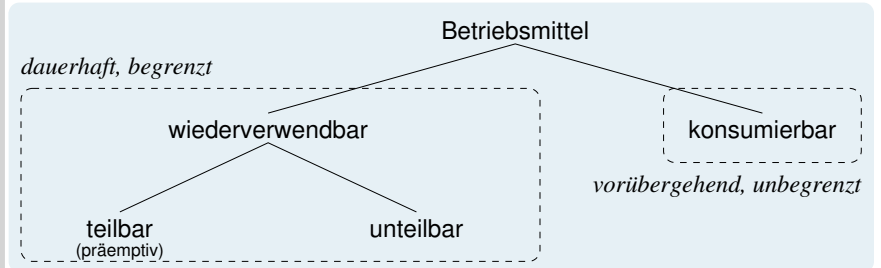 Betriebsmittel
dauerhaft, begrenzt
wiederverwendbar
konsumierbar
vorübergehend, unbegrenzt
teilbar
(präemptiv)
unteilbar